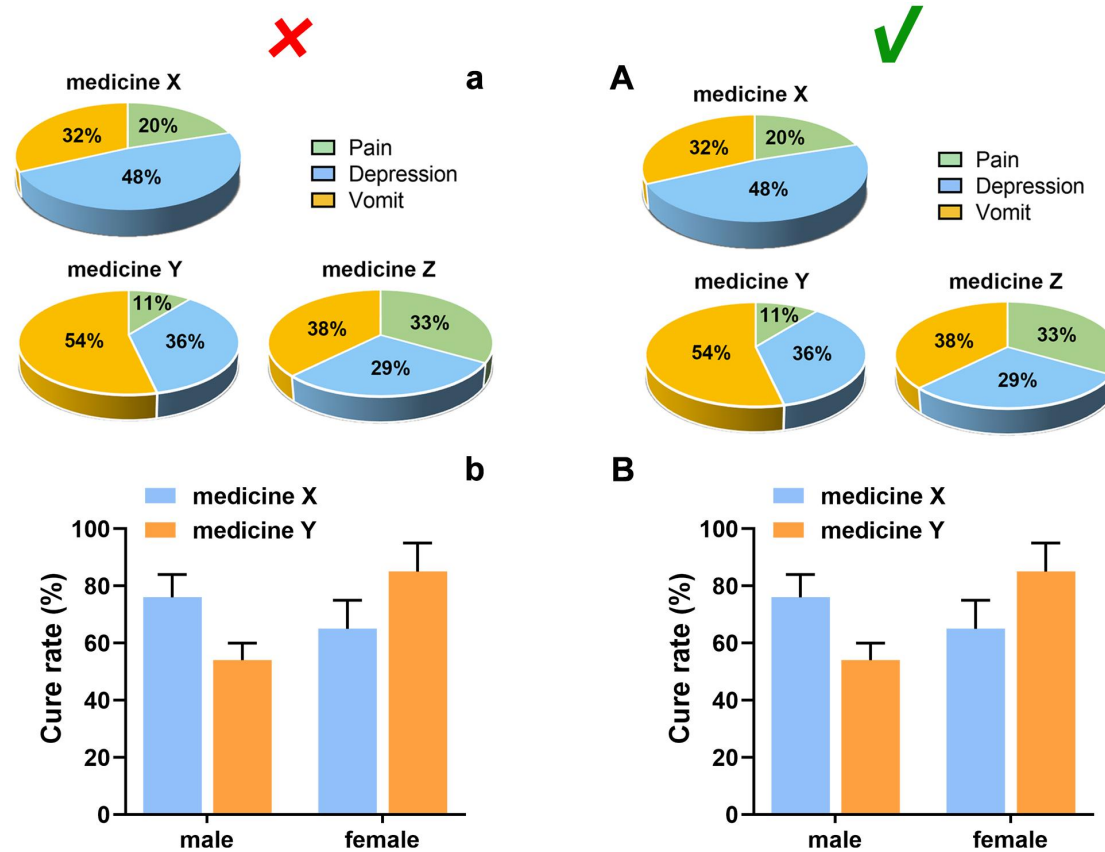 a
medicine X
32%
20%
48%
Pain
Depression
Vomit
medicine Y
11%
54%
36%
medicine Z
38%
33%
29%
b
medicine X
medicine Y
Cure rate (%)
100
80
60
40
20
0
male
female
A
medicine X
32%
20%
48%
Pain
Depression
Vomit
medicine Y
11%
54%
36%
medicine Z
38%
33%
29%
B
medicine X
medicine Y
Cure rate (%)
100
80
60
40
20
0
male
female